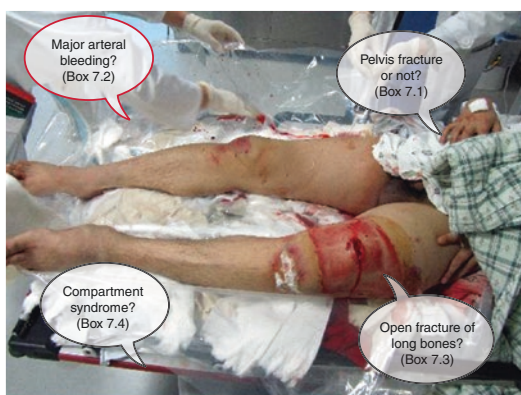 Major arteral
bleeding?
(Box 7.2)
Pelvis fracture
or not?
(Box 7.1)
Compartment
syndrome?
(Box 7.4)
Open fracture of
long bones?
(Box 7.3)